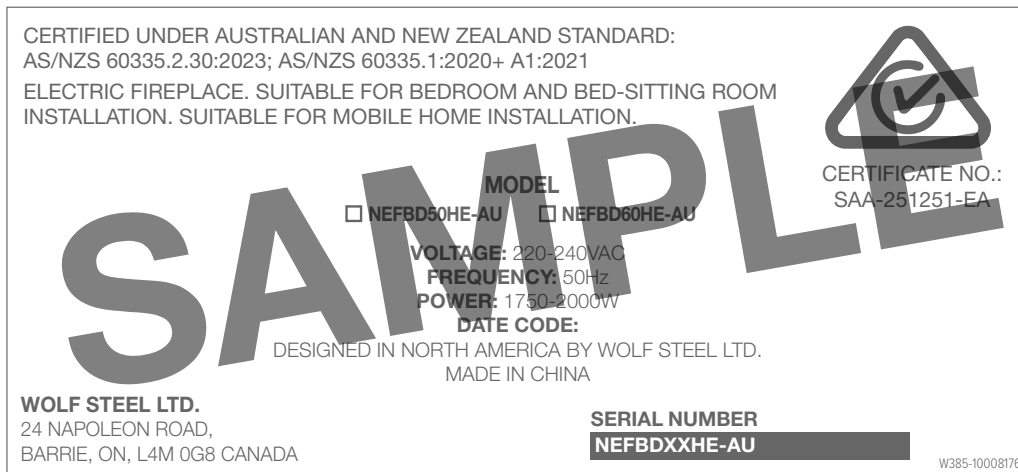 CERTIFIED UNDER AUSTRALIAN AND NEW ZEALAND STANDARD:
AS/NZS 60335.2.30:2023; AS/NZS 60335.1:2020+ A1:2021
ELECTRIC FIREPLACE. SUITABLE FOR BEDROOM AND BED-SITTING ROOM
INSTALLATION. SUITABLE FOR MOBILE HOME INSTALLATION.
CERTIFICATE NO.:
SAA-251251-EA
SAMPLE
MODEL
☐ NEFBD50HE-AU ☐ NEFBD60HE-AU
VOLTAGE: 220-240VAC
FREQUENCY: 50Hz
POWER: 1750-2000W
DATE CODE:
DESIGNED IN NORTH AMERICA BY WOLF STEEL LTD.
MADE IN CHINA
WOLF STEEL LTD.
24 NAPOLEON ROAD,
BARRIE, ON, L4M 0G8 CANADA
SERIAL NUMBER
NEFBDXXHE-AU
W385-10008176